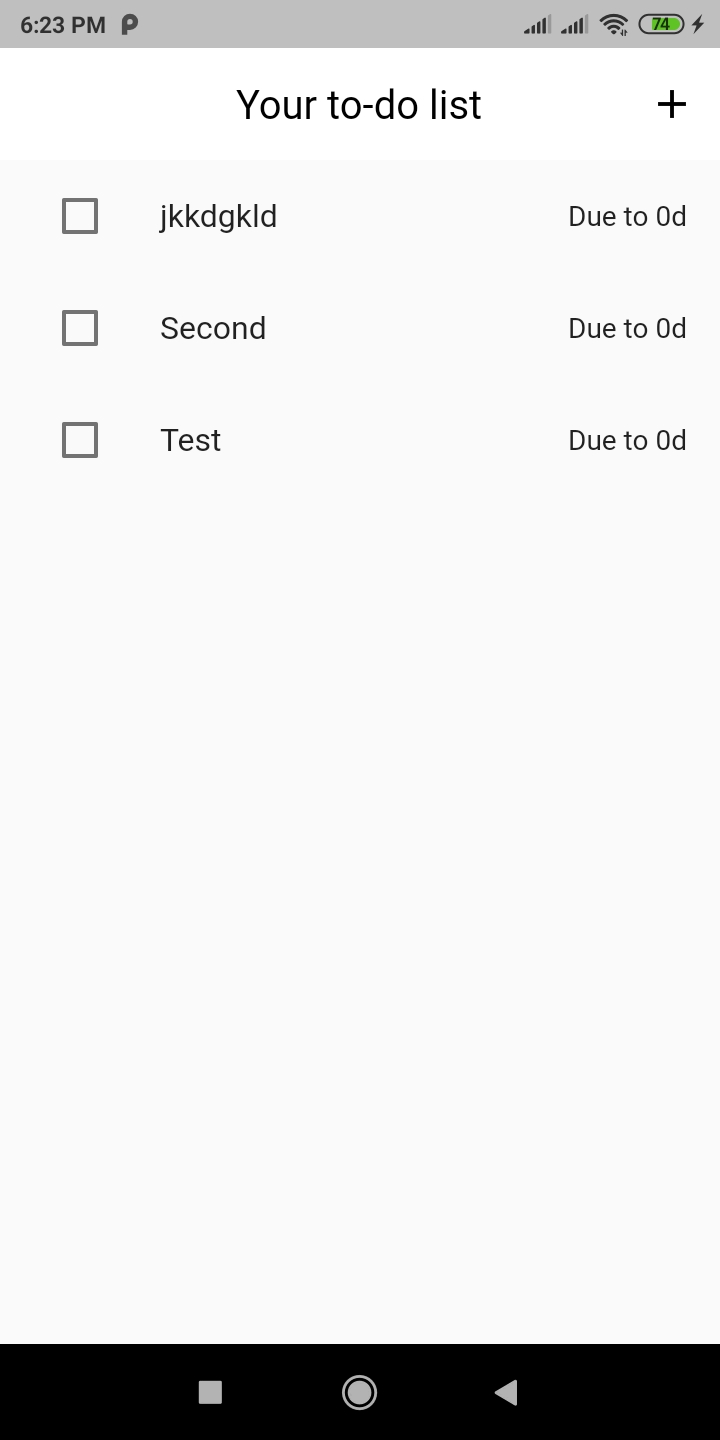 6:23 PM
74
Your to-do list +
jkkdgkld Due to 0d
Second Due to 0d
Test Due to 0d